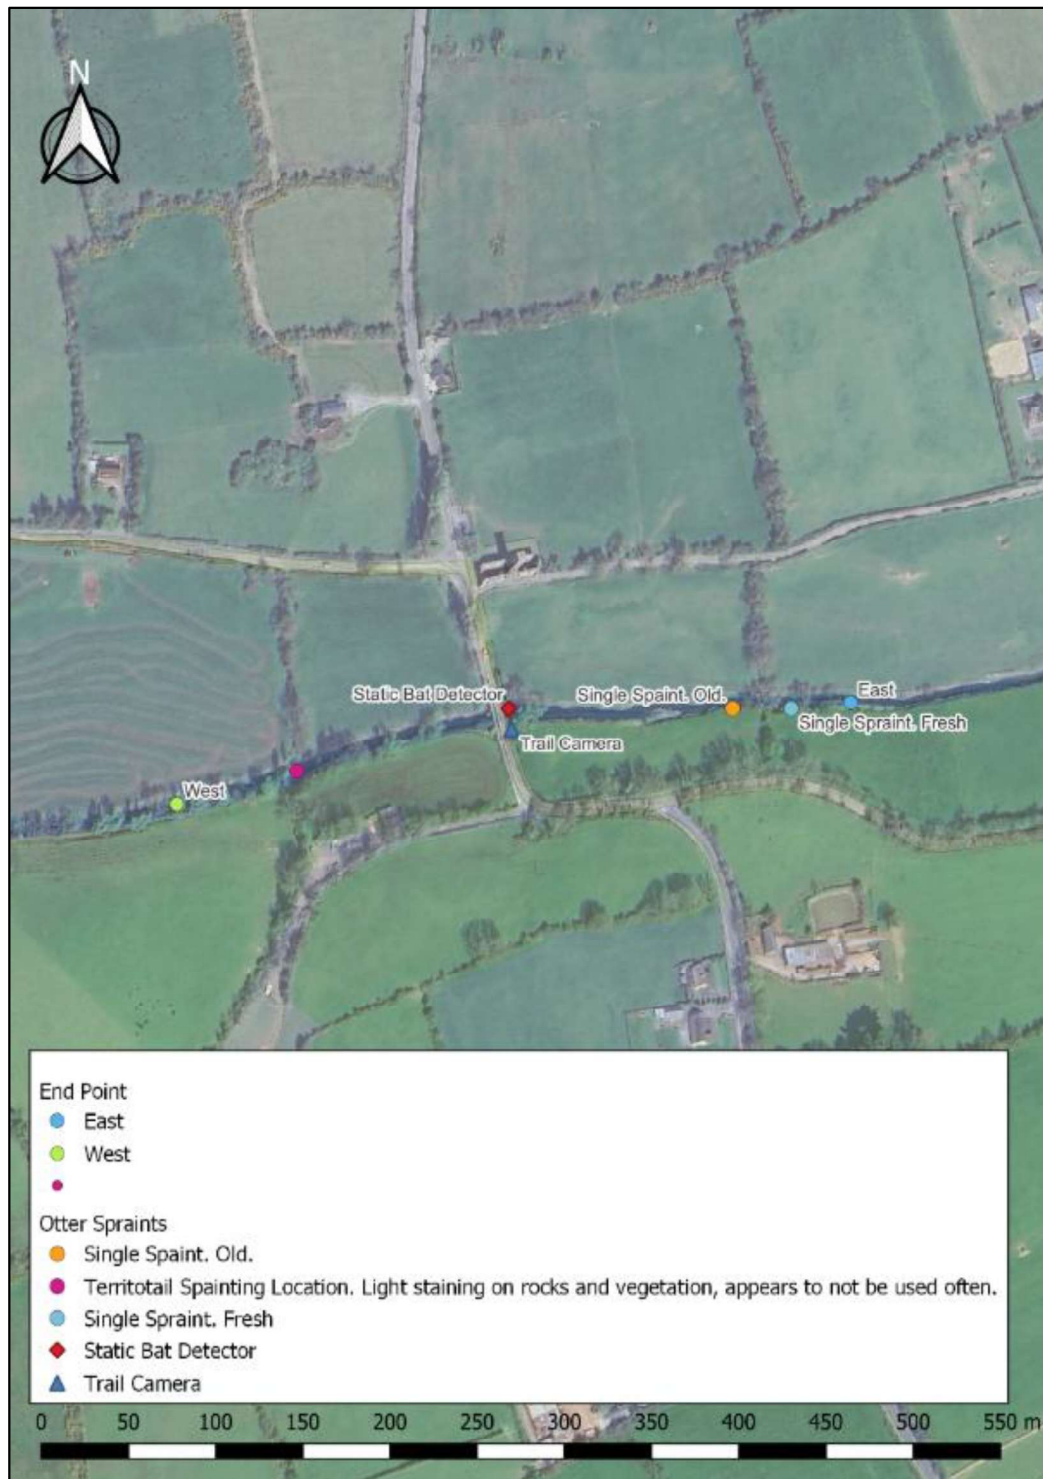 N
East
Static Bat Detector
Single Spaint. Old.
Single Spraint. Fresh
Trail Camera
West
End Point
East
West
Otter Spraints
Single Spaint. Old.
Territotail Spainting Location. Light staining on rocks and vegetation, appears to not be used often.
Single Spraint. Fresh
Static Bat Detector
Trail Camera
0 50 100 150 200 250 300 350 400 450 500 550 m